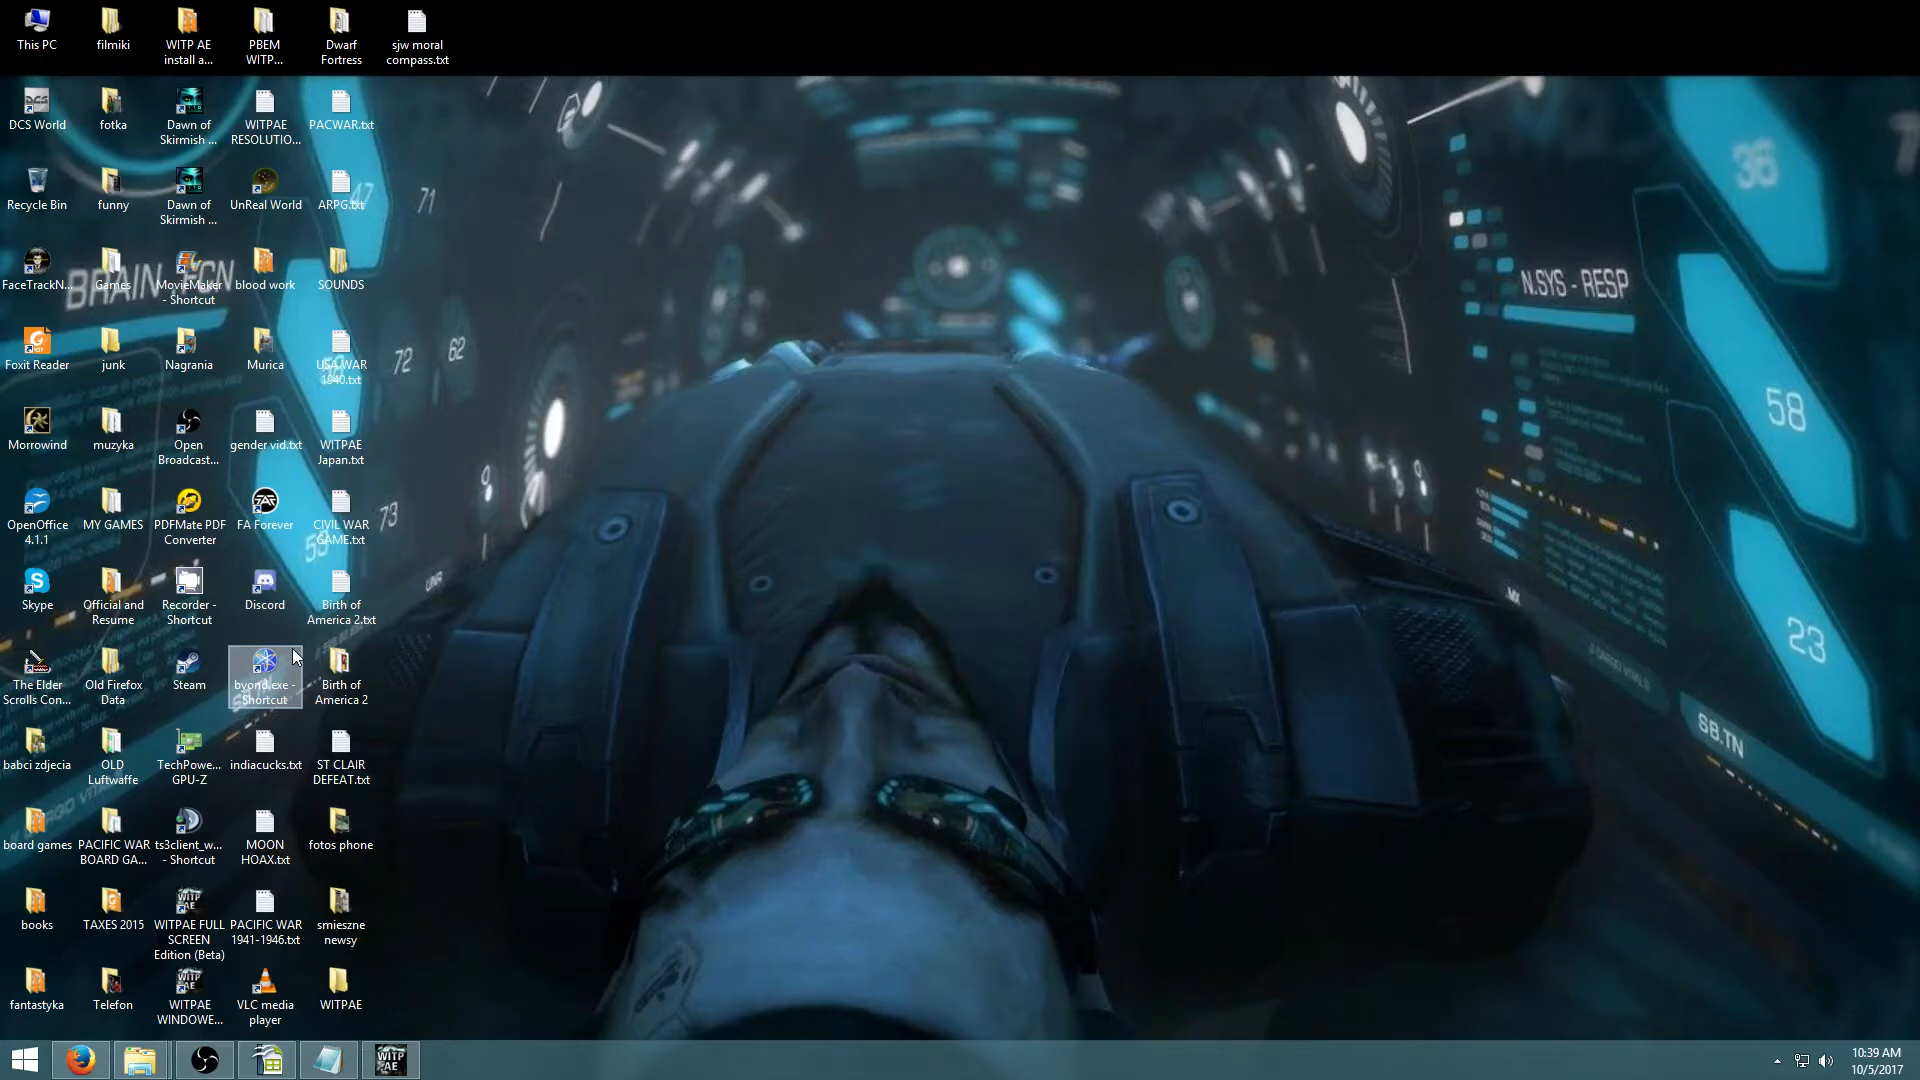 This PC
filmiki
WITP AE
install a...
PBEM
WITP...
Dwarf
Fortress
sjw moral
compass.txt
DCS World
fotka
Dawn of
Skirmish ...
WITPAE
RESOLUTIO...
PACWAR.txt
Recycle Bin
funny
Dawn of
Skirmish ...
UnReal World
ARPG.txt
FaceTrackN...
Games
MovieMaker
- Shortcut
blood work
SOUNDS
Foxit Reader
junk
Nagrania
Murica
USA WAR
1940.txt
Morrowind
muzyka
Open
Broadcast...
gender vid.txt
WITPAE
Japan.txt
OpenOffice
4.1.1
MY GAMES
PDFMate PDF
Converter
FA Forever
CIVIL WAR
GAME.txt
Skype
Official and
Resume
Recorder -
Shortcut
Discord
Birth of
America 2.txt
The Elder
Scrolls Con...
Old Firefox
Data
Steam
byond.exe -
Shortcut
Birth of
America 2
babci zdjecia
OLD
Luftwaffe
TechPowe...
GPU-Z
indiacucks.txt
ST CLAIR
DEFEAT.txt
board games
PACIFIC WAR
BOARD GA...
ts3client_w...
- Shortcut
MOON
HOAX.txt
fotos phone
books
TAXES 2015
WITPAE FULL
SCREEN
Edition (Beta)
PACIFIC WAR
1941-1946.txt
smieszne
newsy
fantastyka
Telefon
WITPAE
WINDOWE...
VLC media
player
WITPAE
BRAIN FCN
47
71
72
62
73
N.SYS - RESP
36
58
23
SB.TN
WITP
AE
10:39 AM
10/5/2017